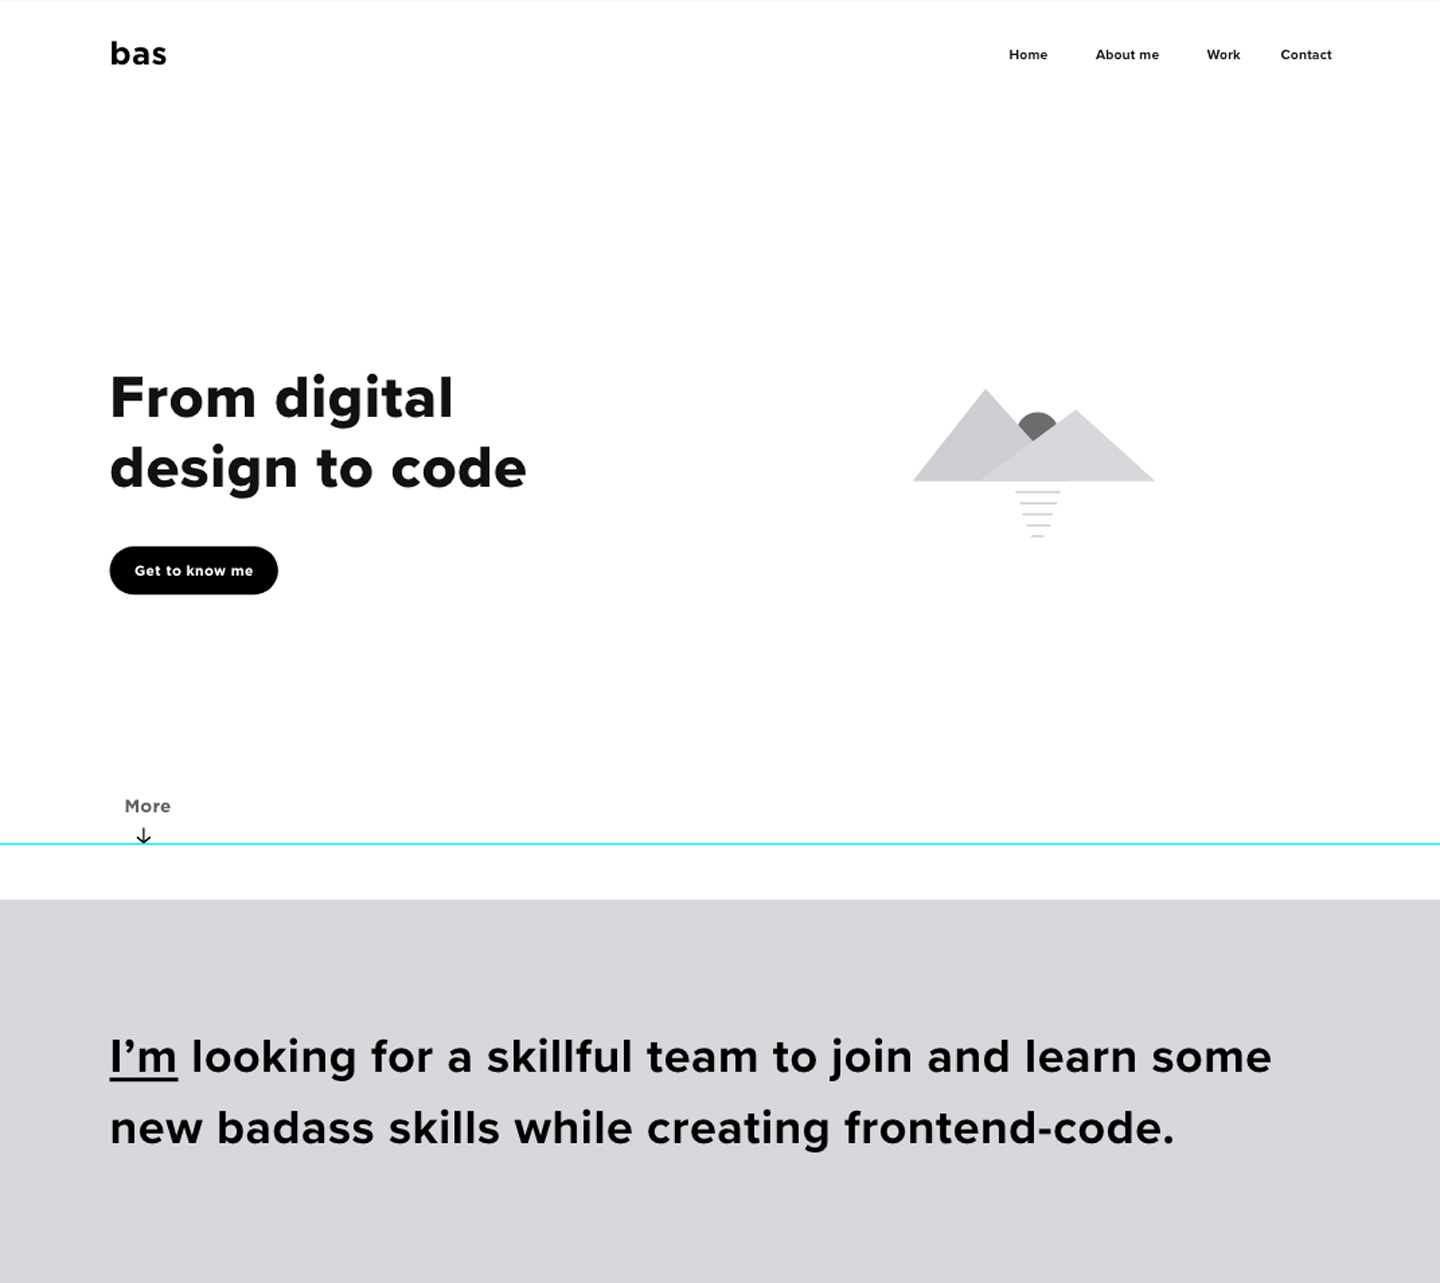 bas
Home About me Work Contact
From digital
design to code
Get to know me
More
I’m looking for a skillful team to join and learn some
new badass skills while creating frontend-code.